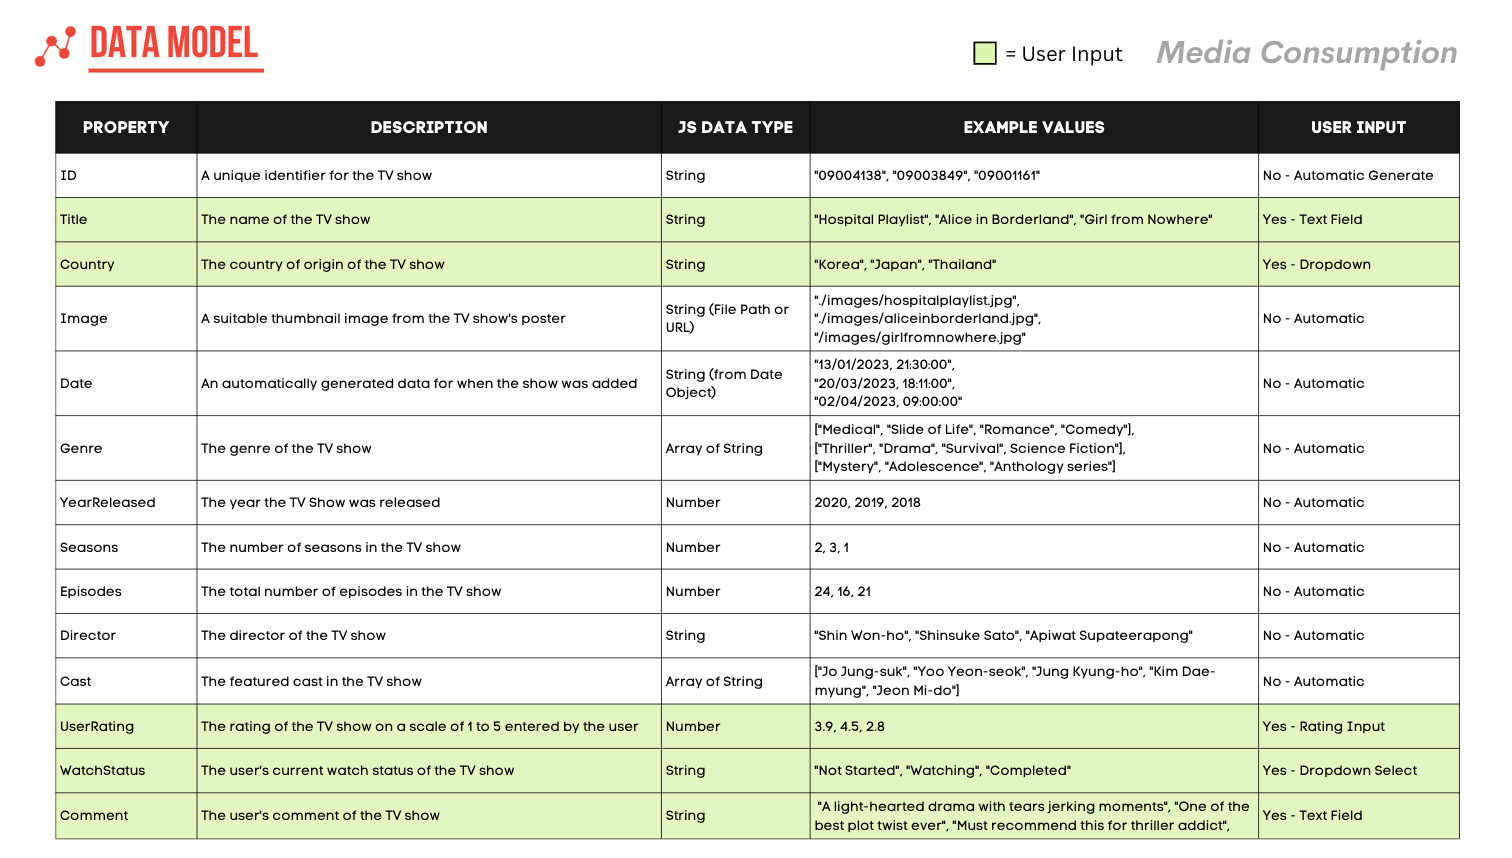 DATA MODEL
= User Input
Media Consumption
PROPERTY DESCRIPTION JS DATA TYPE EXAMPLE VALUES USER INPUT
ID A unique identifier for the TV show String "09004138", "09003849", "09001161" No - Automatic Generate
Title The name of the TV show String "Hospital Playlist", "Alice in Borderland", "Girl from Nowhere" Yes - Text Field
Country The country of origin of the TV show String "Korea", "Japan", "Thailand" Yes - Dropdown
Image A suitable thumbnail image from the TV show's poster String (File Path or
URL) "./images/hospitalplaylist.jpg",
"./images/aliceinborderland.jpg",
"/images/girlfromnowhere.jpg" No - Automatic
Date An automatically generated data for when the show was added String (from Date
Object) "13/01/2023, 21:30:00",
"20/03/2023, 18:11:00",
"02/04/2023, 09:00:00" No - Automatic
Genre The genre of the TV show Array of String ["Medical", "Slide of Life", "Romance", "Comedy"],
["Thriller", "Drama", "Survival", Science Fiction"],
["Mystery", "Adolescence", "Anthology series"] No - Automatic
YearReleased The year the TV Show was released Number 2020, 2019, 2018 No - Automatic
Seasons The number of seasons in the TV show Number 2, 3, 1 No - Automatic
Episodes The total number of episodes in the TV show Number 24, 16, 21 No - Automatic
Director The director of the TV show String "Shin Won-ho", "Shinsuke Sato", "Apiwat Supateerapong" No - Automatic
Cast The featured cast in the TV show Array of String ["Jo Jung-suk", "Yoo Yeon-seok", "Jung Kyung-ho", "Kim Dae-
myung", "Jeon Mi-do"] No - Automatic
UserRating The rating of the TV show on a scale of 1 to 5 entered by the user Number 3.9, 4.5, 2.8 Yes - Rating Input
WatchStatus The user's current watch status of the TV show String "Not Started", "Watching", "Completed" Yes - Dropdown Select
Comment The user's comment of the TV show String "A light-hearted drama with tears jerking moments", "One of the
best plot twist ever", "Must recommend this for thriller addict", Yes - Text Field